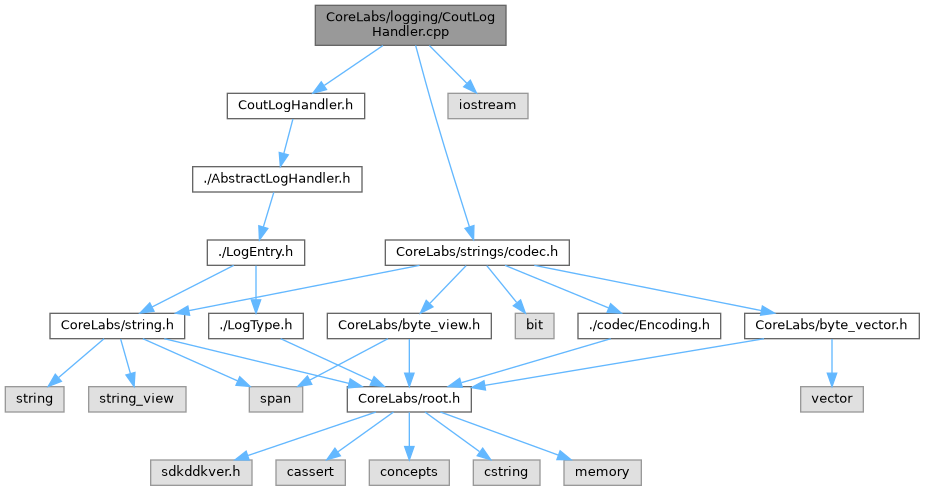 CoreLabs/logging/CoutLog
Handler.cpp
CoutLogHandler.h
iostream
./AbstractLogHandler.h
./LogEntry.h
CoreLabs/strings/codec.h
CoreLabs/string.h
./LogType.h
CoreLabs/byte_view.h
bit
./codec/Encoding.h
CoreLabs/byte_vector.h
string
string_view
span
CoreLabs/root.h
vector
sdkddkver.h
cassert
concepts
cstring
memory